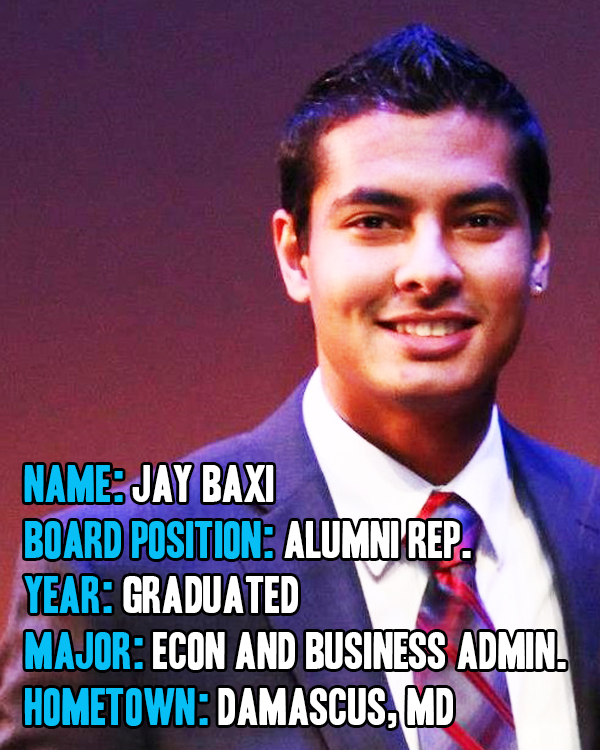 NAME: JAY BAXI
BOARD POSITION: ALUMNI REP.
YEAR: GRADUATED
MAJOR: ECON AND BUSINESS ADMIN.
HOMETOWN: DAMASCUS, MD